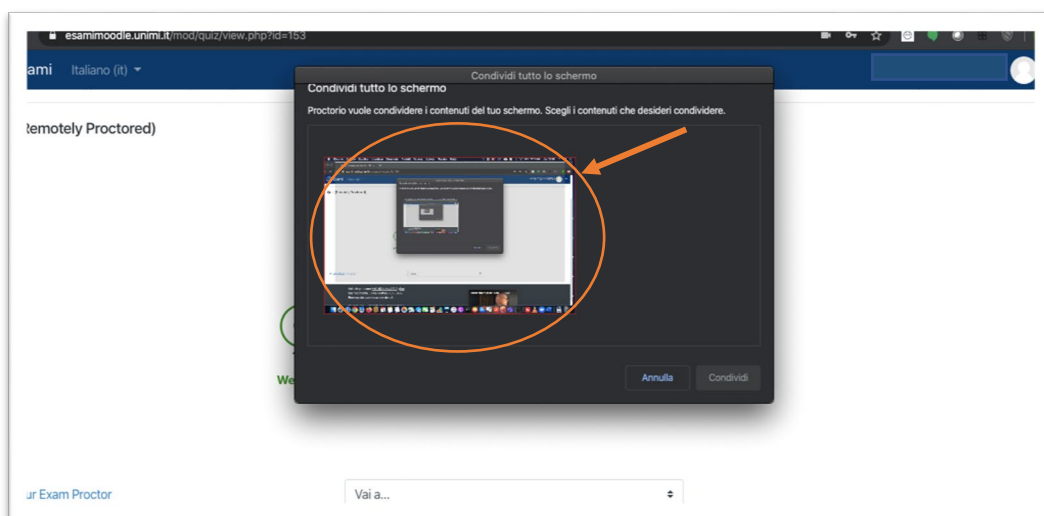 esamimoodle.unimi.it/mod/quiz/view.php?id=153
ami Italiano (it)
Condividi tutto lo schermo
Condividi tutto lo schermo
Proctorio vuole condividere i contenuti del tuo schermo. Scegli i contenuti che desideri condividere.
Remotely Proctored)
Annulla Condividi
We
ur Exam Proctor
Vai a...